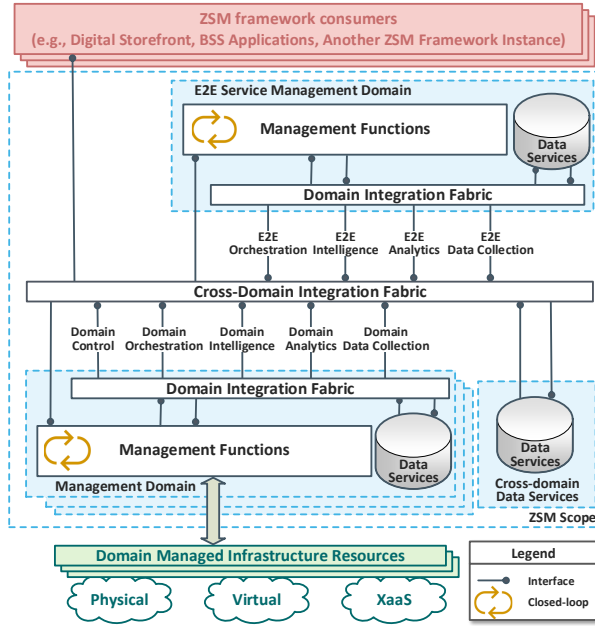 ZSM framework consumers
(e.g., Digital Storefront, BSS Applications, Another ZSM Framework Instance)
E2E Service Management Domain
Management Functions
Data
Services
Domain Integration Fabric
E2E
Orchestration
E2E
Intelligence
E2E
Analytics
E2E
Data Collection
Cross-Domain Integration Fabric
Domain
Control
Domain
Orchestration
Domain
Intelligence
Domain
Analytics
Domain
Data Collection
Domain Integration Fabric
Management Functions
Data
Services
Management Domain
Data
Services
Cross-domain
Data Services
ZSM Scope
Domain Managed Infrastructure Resources
Physical
Virtual
XaaS
Legend
Interface
Closed-loop